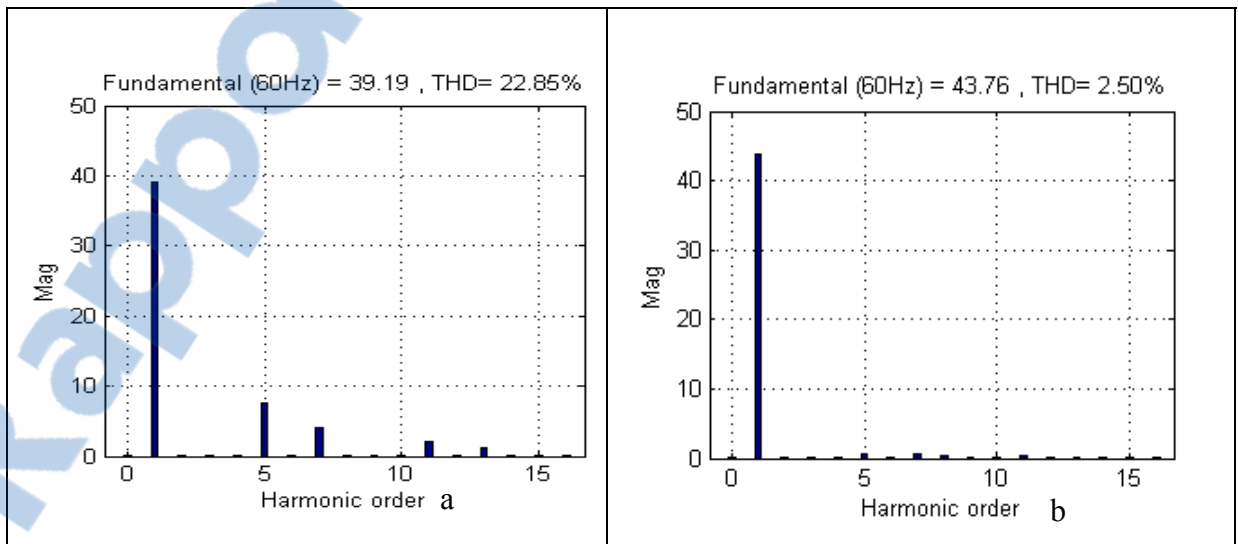 Fundamental (60Hz) = 39.19 , THD= 22.85%
50
40
30
20
10
0
Mag
0 5 10 15
Harmonic order a
Fundamental (60Hz) = 43.76 , THD= 2.50%
50
40
30
20
10
0
Mag
0 5 10 15
Harmonic order b
Kappa